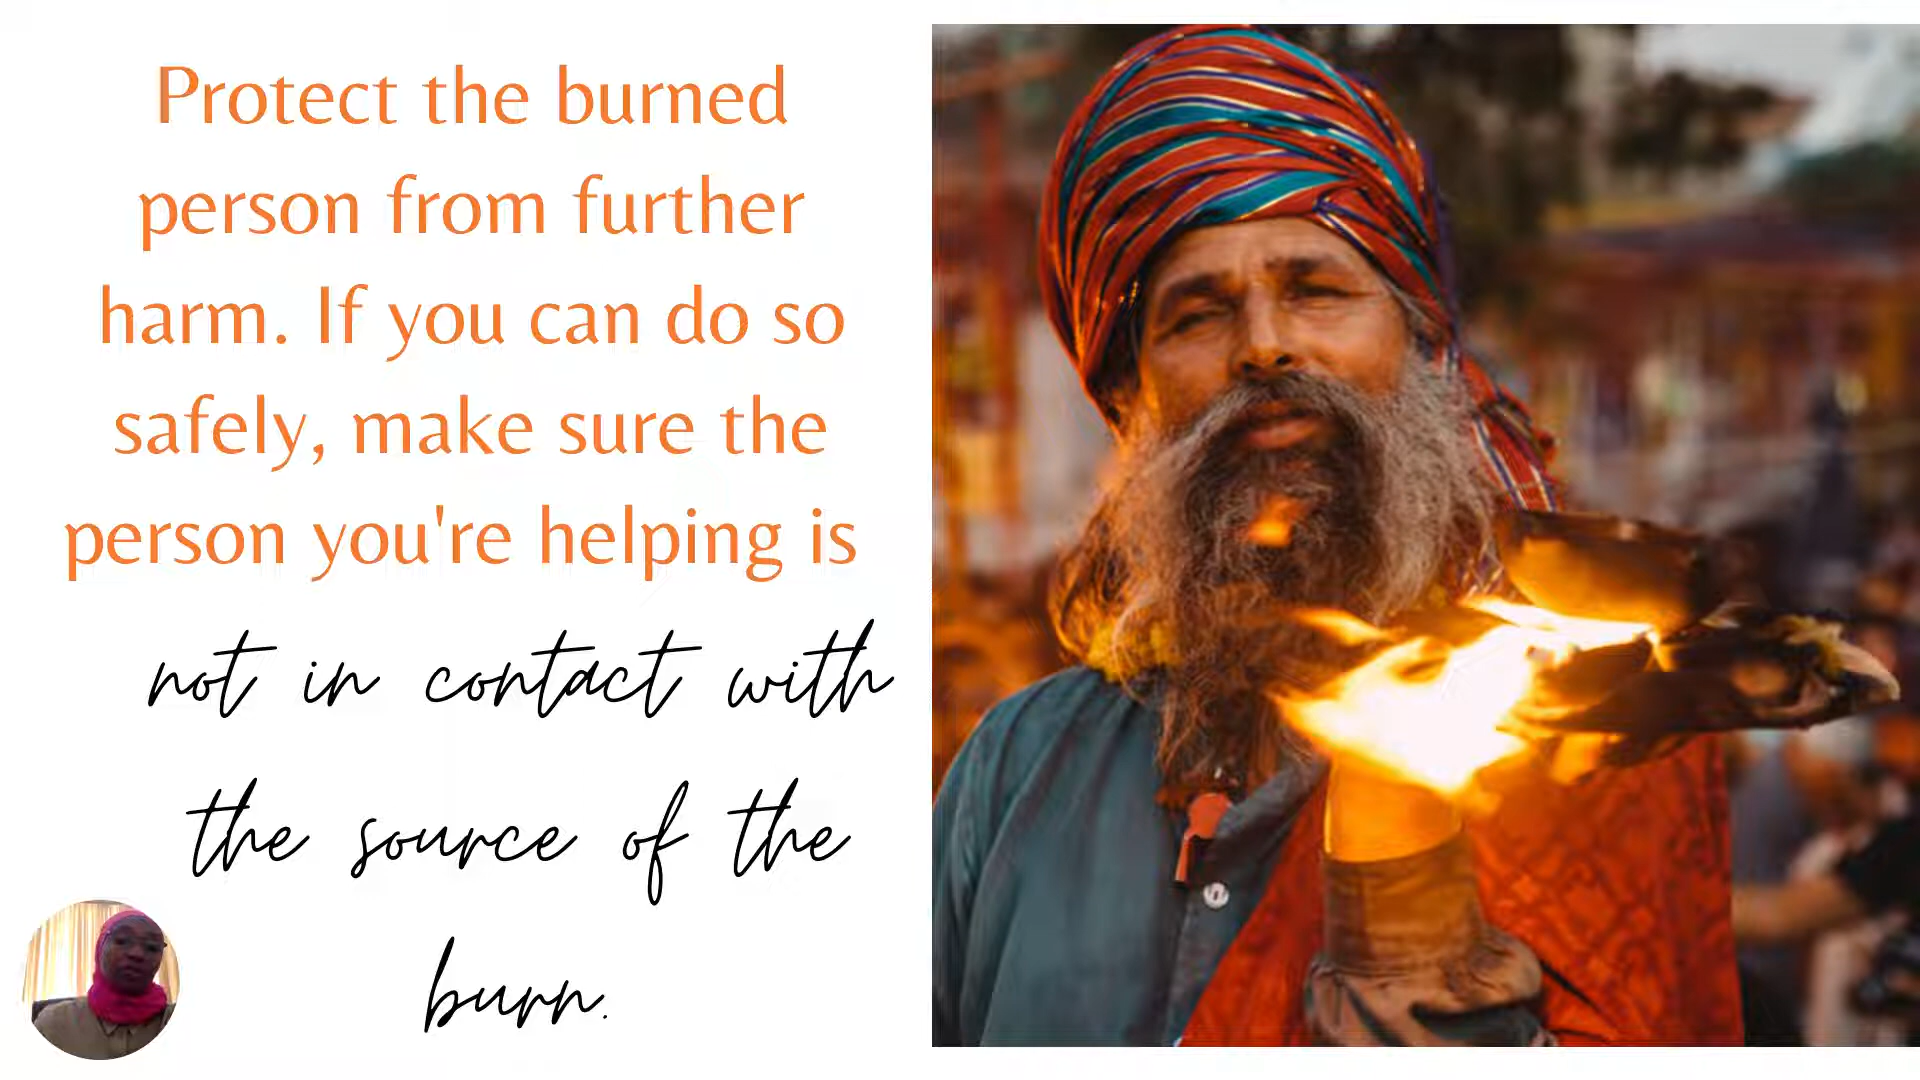 Protect the burned
person from further
harm. If you can do so
safely, make sure the
person you're helping is
not in contact with
the source of the
burn.